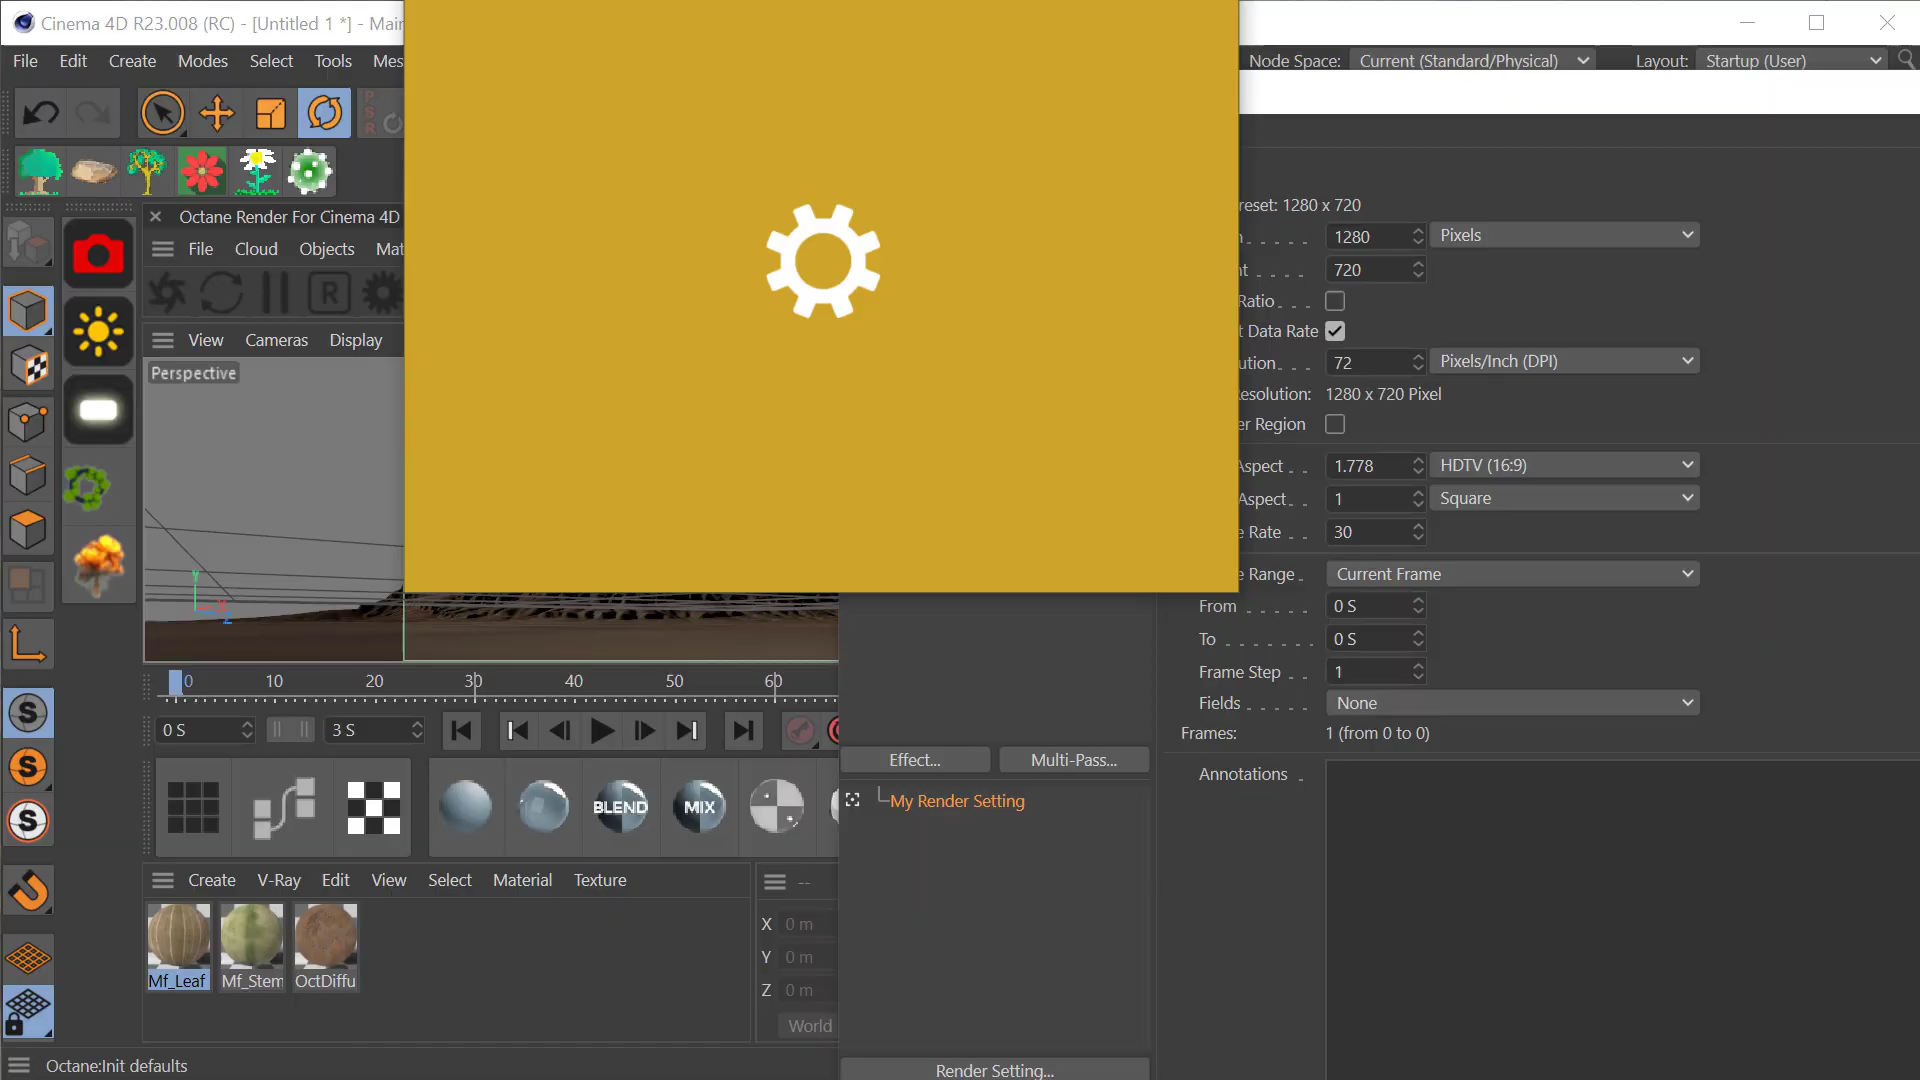 Cinema 4D R23.008 (RC) - [Untitled 1 *] - Mair
File Edit Create Modes Select Tools Mes
Node Space: Current (Standard/Physical) Layout: Startup (User)
PSR
Octane Render For Cinema 4D
File Cloud Objects Mat
R
View Cameras Display
Perspective
Y
Z
reset: 1280 x 720
1280 Pixels
720
Ratio
Data Rate
ution 72 Pixels/Inch (DPI)
esolution: 1280 x 720 Pixel
er Region
Aspect 1.778 HDTV (16:9)
Aspect 1 Square
e Rate 30
e Range Current Frame
From 0 S
To 0 S
Frame Step 1
Fields None
Frames: 1 (from 0 to 0)
Annotations
0 10 20 30 40 50 60
0 S 3 S
Effect... Multi-Pass...
My Render Setting
BLEND MIX
Create V-Ray Edit View Select Material Texture
--
Mf_Leaf Mf_Stem OctDiffu
X 0 m
Y 0 m
Z 0 m
World
Render Setting...
S
S
S
Octane:Init defaults